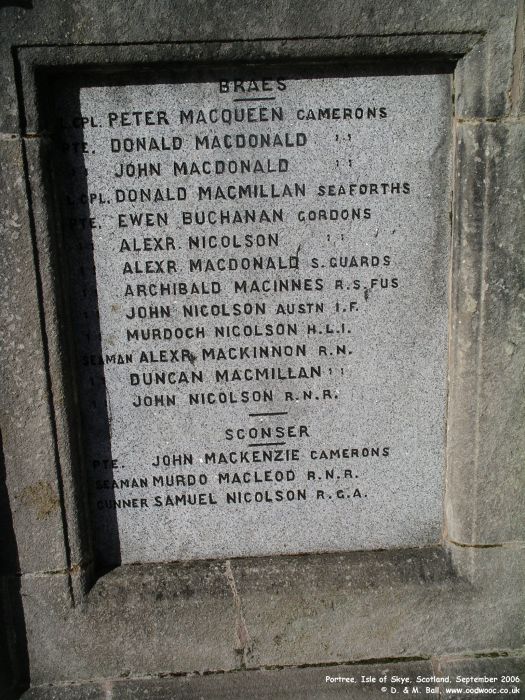 BRAES
L.CPL. PETER MACQUEEN CAMERONS
PTE. DONALD MACDONALD ,,
,, JOHN MACDONALD ,,
L.CPL. DONALD MACMILLAN SEAFORTHS
PTE. EWEN BUCHANAN GORDONS
,, ALEXR. NICOLSON ,,
,, ALEXR. MACDONALD S. GUARDS
,, ARCHIBALD MACINNES R.S. FUS
,, JOHN NICOLSON AUSTN I.F.
,, MURDOCH NICOLSON H.L.I.
SEAMAN ALEXR. MACKINNON R.N.
,, DUNCAN MACMILLAN ,,
,, JOHN NICOLSON R.N.R.
SCONSER
PTE. JOHN MACKENZIE CAMERONS
SEAMAN MURDO MACLEOD R.N.R.
GUNNER SAMUEL NICOLSON R.G.A.
Portree, Isle of Skye, Scotland, September 2006
© D. & M. Ball, www.oodwooc.co.uk